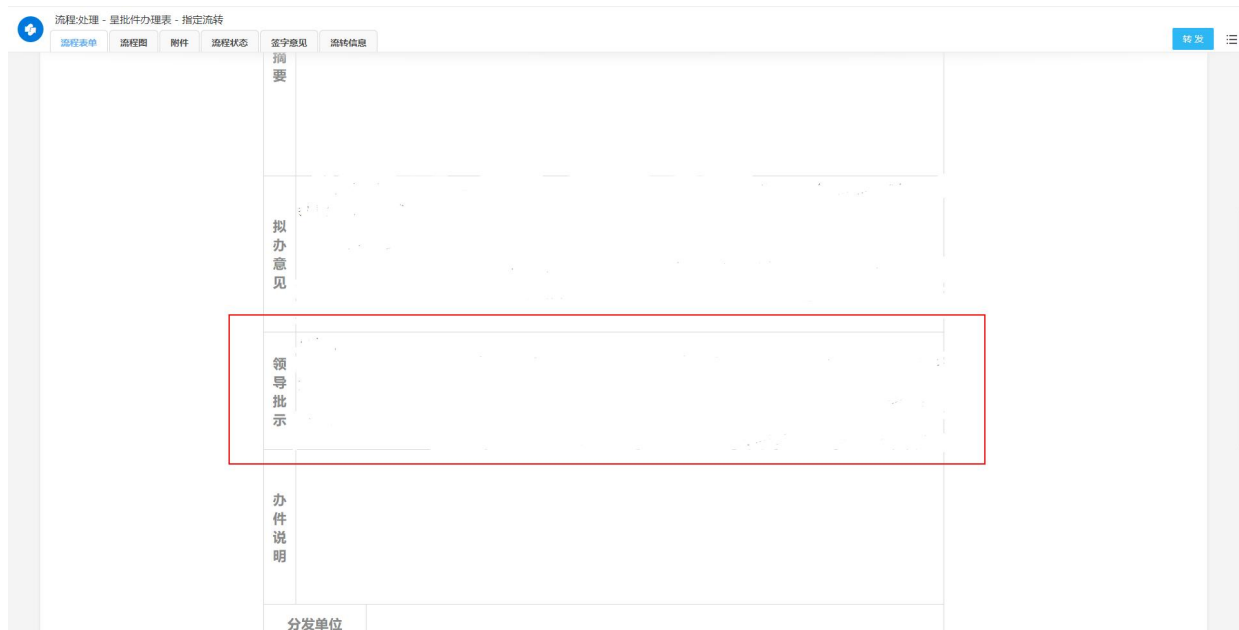 流程:处理 - 呈批件办理表 - 指定流转
流程表单 流程图 附件 流程状态 签字意见 流转信息
转发
摘要
拟办意见
领导批示
办件说明
分发单位